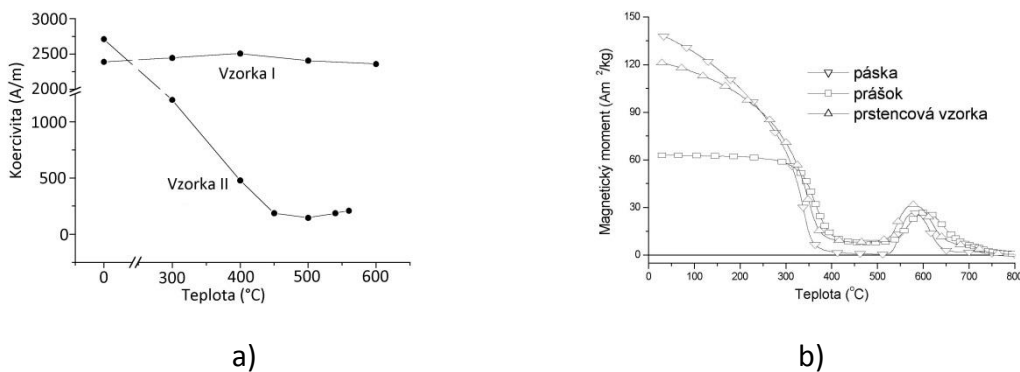 3000
2500
2000
1000
500
0
Koercivita (A/m)
Vzorka I
Vzorka II
0
300
400
500
600
Teplota (°C)
a)
150
120
90
60
30
0
Magnetický moment (Am²/kg)
páska
prášok
prstencová vzorka
0
100
200
300
400
500
600
700
800
Teplota (°C)
b)